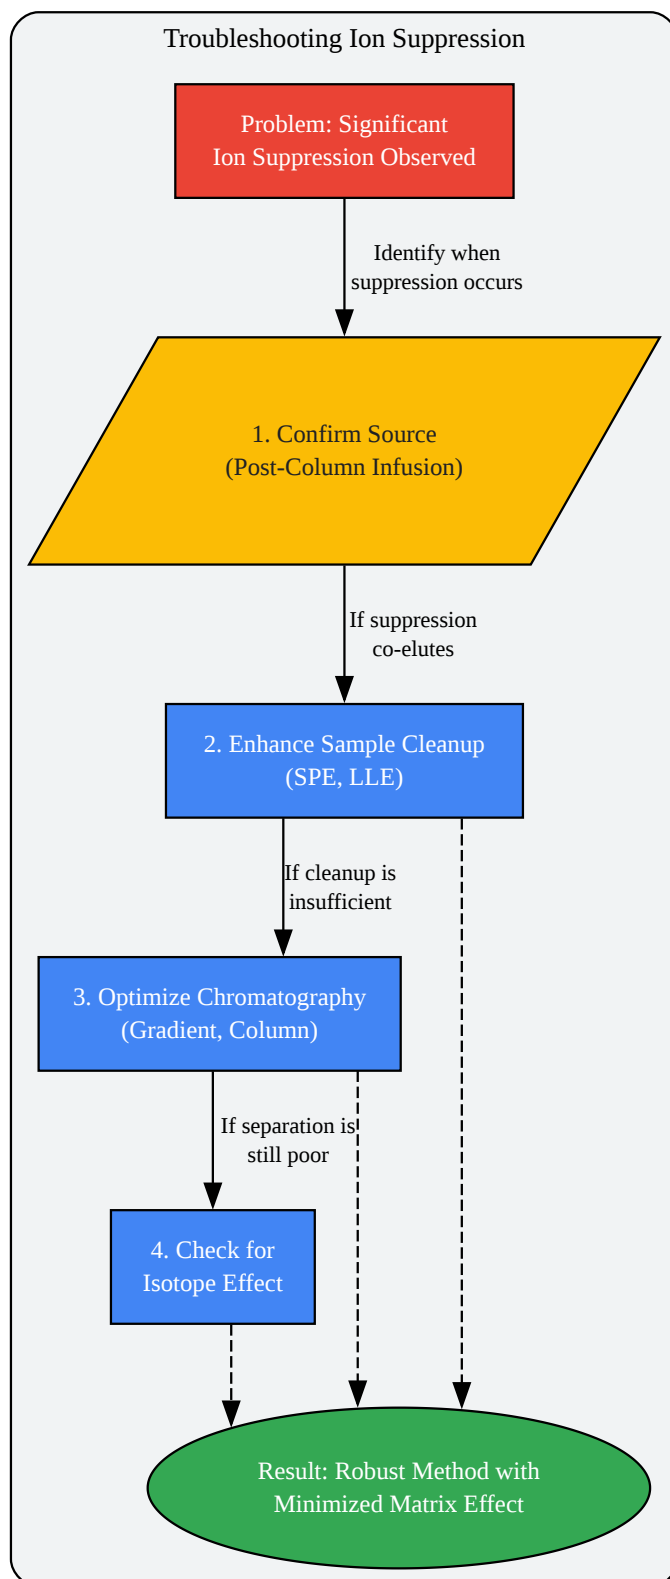 Troubleshooting Ion Suppression
Problem: Significant
Ion Suppression Observed
Identify when
suppression occurs
1. Confirm Source
(Post-Column Infusion)
If suppression
co-elutes
2. Enhance Sample Cleanup
(SPE, LLE)
If cleanup is
insufficient
3. Optimize Chromatography
(Gradient, Column)
If separation is
still poor
4. Check for
Isotope Effect
Result: Robust Method with
Minimized Matrix Effect